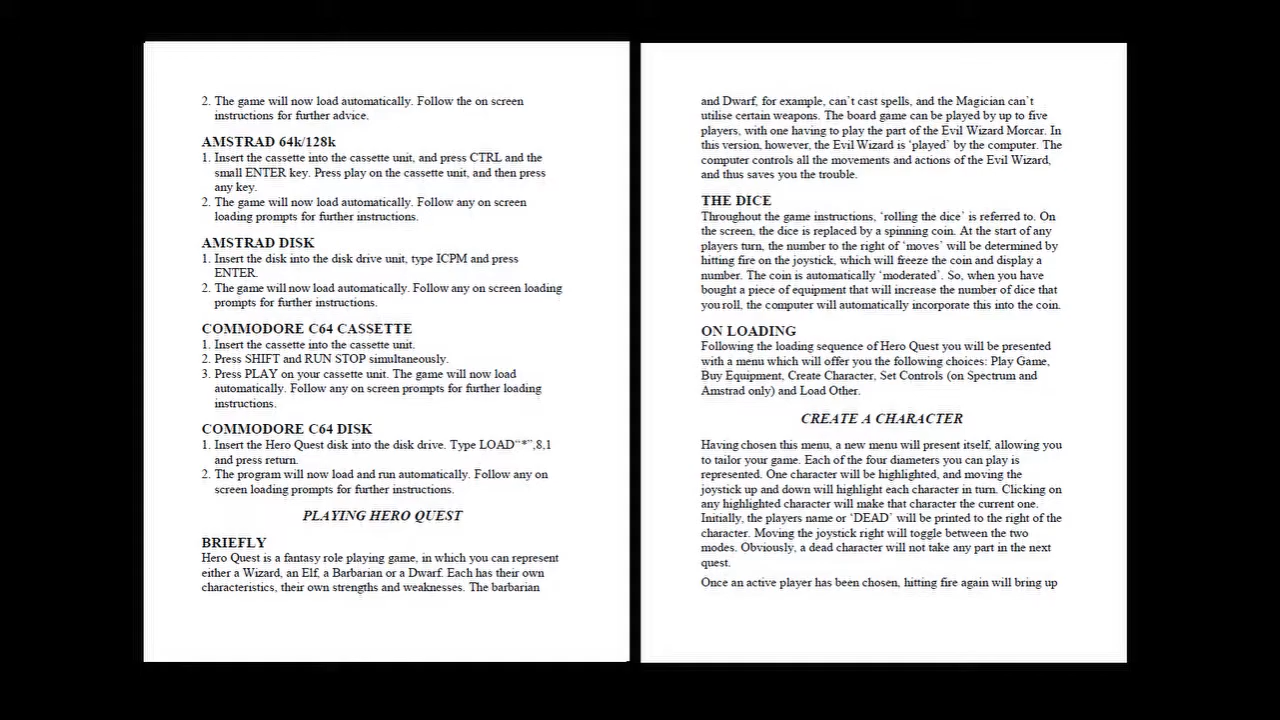 2. The game will now load automatically. Follow the on screen
instructions for further advice.
AMSTRAD 64k/128k
1. Insert the cassette into the cassette unit, and press CTRL and the
small ENTER key. Press play on the cassette unit, and then press
any key.
2. The game will now load automatically. Follow any on screen
loading prompts for further instructions.
AMSTRAD DISK
1. Insert the disk into the disk drive unit, type ICPM and press
ENTER.
2. The game will now load automatically. Follow any on screen loading
prompts for further instructions.
COMMODORE C64 CASSETTE
1. Insert the cassette into the cassette unit.
2. Press SHIFT and RUN STOP simultaneously.
3. Press PLAY on your cassette unit. The game will now load
automatically. Follow any on screen prompts for further loading
instructions.
COMMODORE C64 DISK
1. Insert the Hero Quest disk into the disk drive. Type LOAD“*”,8,1
and press return.
2. The program will now load and run automatically. Follow any on
screen loading prompts for further instructions.
PLAYING HERO QUEST
BRIEFLY
Hero Quest is a fantasy role playing game, in which you can represent
either a Wizard, an Elf, a Barbarian or a Dwarf. Each has their own
characteristics, their own strengths and weaknesses. The barbarian
and Dwarf, for example, can’t cast spells, and the Magician can’t
utilise certain weapons. The board game can be played by up to five
players, with one having to play the part of the Evil Wizard Morcar. In
this version, however, the Evil Wizard is ‘played’ by the computer. The
computer controls all the movements and actions of the Evil Wizard,
and thus saves you the trouble.
THE DICE
Throughout the game instructions, ‘rolling the dice’ is referred to. On
the screen, the dice is replaced by a spinning coin. At the start of any
players turn, the number to the right of ‘moves’ will be determined by
hitting fire on the joystick, which will freeze the coin and display a
number. The coin is automatically ‘moderated’. So, when you have
bought a piece of equipment that will increase the number of dice that
you roll, the computer will automatically incorporate this into the coin.
ON LOADING
Following the loading sequence of Hero Quest you will be presented
with a menu which will offer you the following choices: Play Game,
Buy Equipment, Create Character, Set Controls (on Spectrum and
Amstrad only) and Load Other.
CREATE A CHARACTER
Having chosen this menu, a new menu will present itself, allowing you
to tailor your game. Each of the four diameters you can play is
represented. One character will be highlighted, and moving the
joystick up and down will highlight each character in turn. Clicking on
any highlighted character will make that character the current one.
Initially, the players name or ‘DEAD’ will be printed to the right of the
character. Moving the joystick right will toggle between the two
modes. Obviously, a dead character will not take any part in the next
quest.
Once an active player has been chosen, hitting fire again will bring up